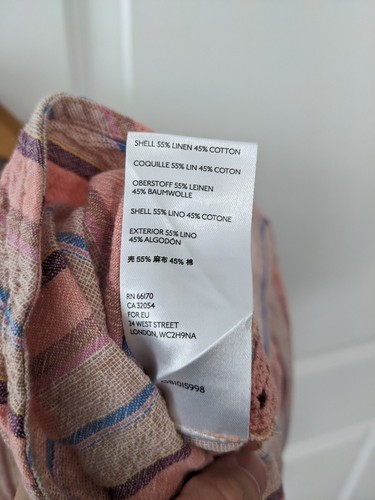 SHELL 55% LINEN 45% COTTON
COQUILLE 55% LIN 45% COTON
OBERSTOFF 55% LEINEN
45% BAUMWOLLE
SHELL 55% LINO 45% COTONE
EXTERIOR 55% LINO
45% ALGODÓN
壳 55% 麻布 45% 棉
RN 66170
CA 32054
FOR EU
24 WEST STREET
LONDON, WC2H9NA